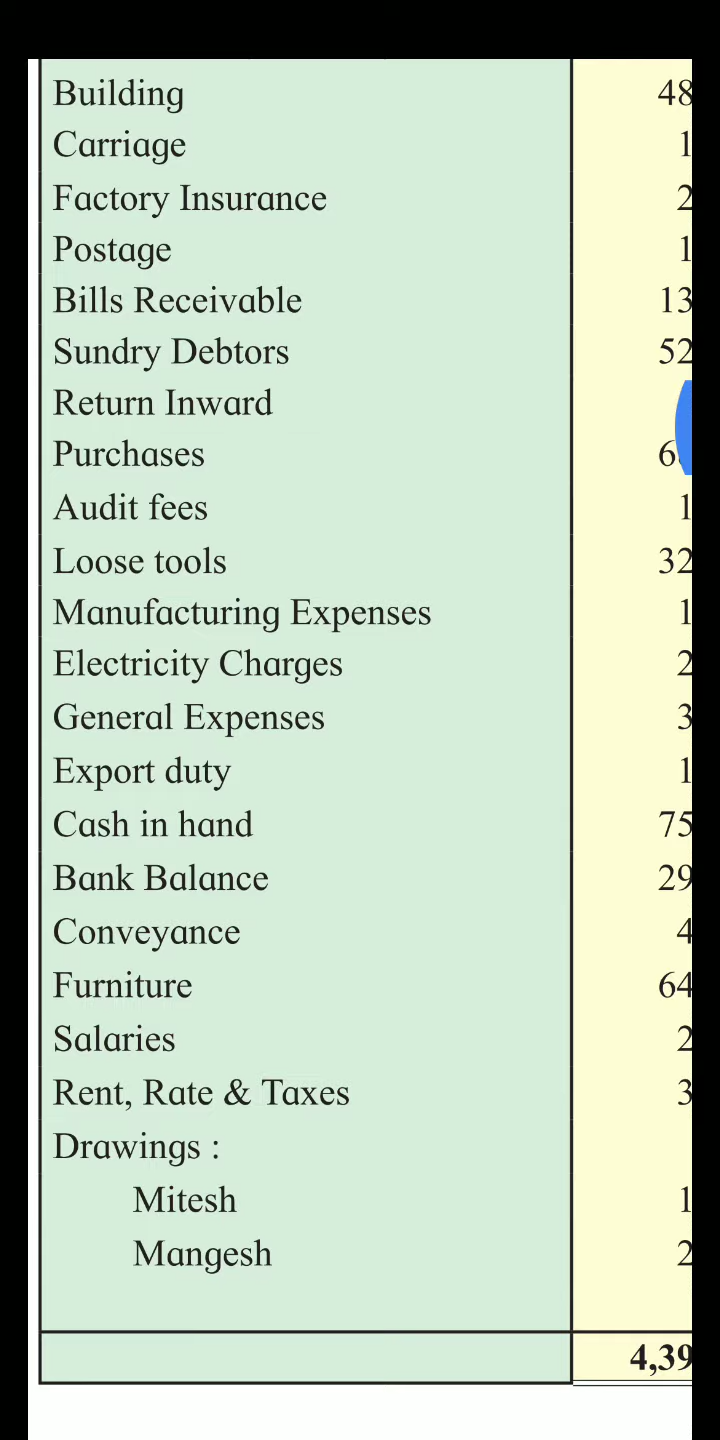 Building 48
Carriage 1
Factory Insurance 2
Postage 1
Bills Receivable 13
Sundry Debtors 52
Return Inward
Purchases 6
Audit fees 1
Loose tools 32
Manufacturing Expenses 1
Electricity Charges 2
General Expenses 3
Export duty 1
Cash in hand 75
Bank Balance 29
Conveyance 4
Furniture 64
Salaries 2
Rent, Rate & Taxes 3
Drawings :
Mitesh 1
Mangesh 2
4,39